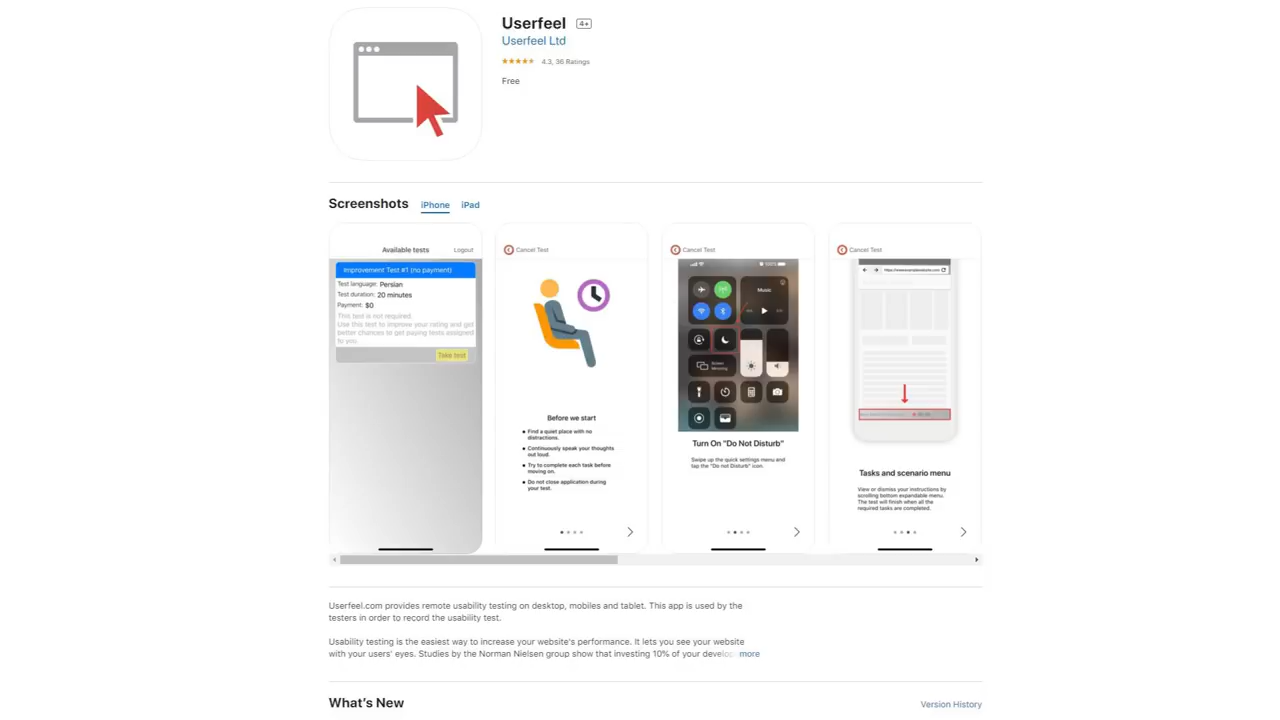 Userfeel 4+
Userfeel Ltd
4.3, 36 Ratings
Free
Screenshots iPhone iPad
Available tests Logout
Improvement Test #1 (no payment)
Test language: Persian
Test duration: 20 minutes
Payment: $0
This test is not required.
Use this test to improve your rating and get
better chances to get paying tests assigned
to you.
Take test
Cancel Test
Before we start
Find a quiet place with no
distractions.
Continuously speak your thoughts
out loud.
Try to complete each task before
moving on.
Do not close application during
your test.
Cancel Test
Music
Screen
Mirroring
Turn On "Do Not Disturb"
Swipe up the quick settings menu and
tap the "Do not Disturb" icon.
Cancel Test
Tasks and scenario menu
View or dismiss your instructions by
scrolling bottom expandable menu.
The test will finish when all the
required tasks are completed.
Userfeel.com provides remote usability testing on desktop, mobiles and tablet. This app is used by the
testers in order to record the usability test.
Usability testing is the easiest way to increase your website's performance. It lets you see your website
with your users' eyes. Studies by the Norman Nielsen group show that investing 10% of your develop more
What's New Version History